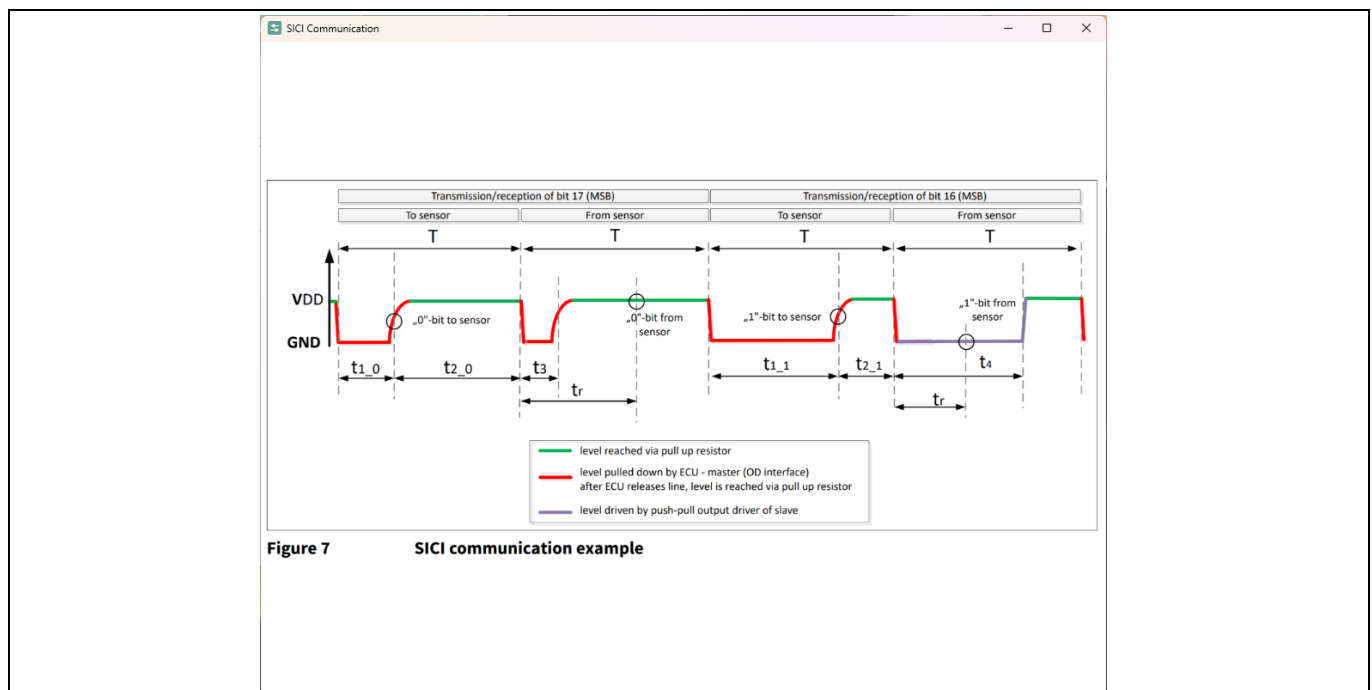 SICI Communication
Transmission/reception of bit 17 (MSB) Transmission/reception of bit 16 (MSB)
To sensor From sensor To sensor From sensor
T T T T
VDD
GND
„0"-bit to sensor
„0"-bit from
sensor
„1"-bit to sensor
„1"-bit from
sensor
t1_0 t2_0 t3 t1_1 t2_1 t4
tr tr
level reached via pull up resistor
level pulled down by ECU - master (OD interface)
after ECU releases line, level is reached via pull up resistor
level driven by push-pull output driver of slave
Figure 7 SICI communication example